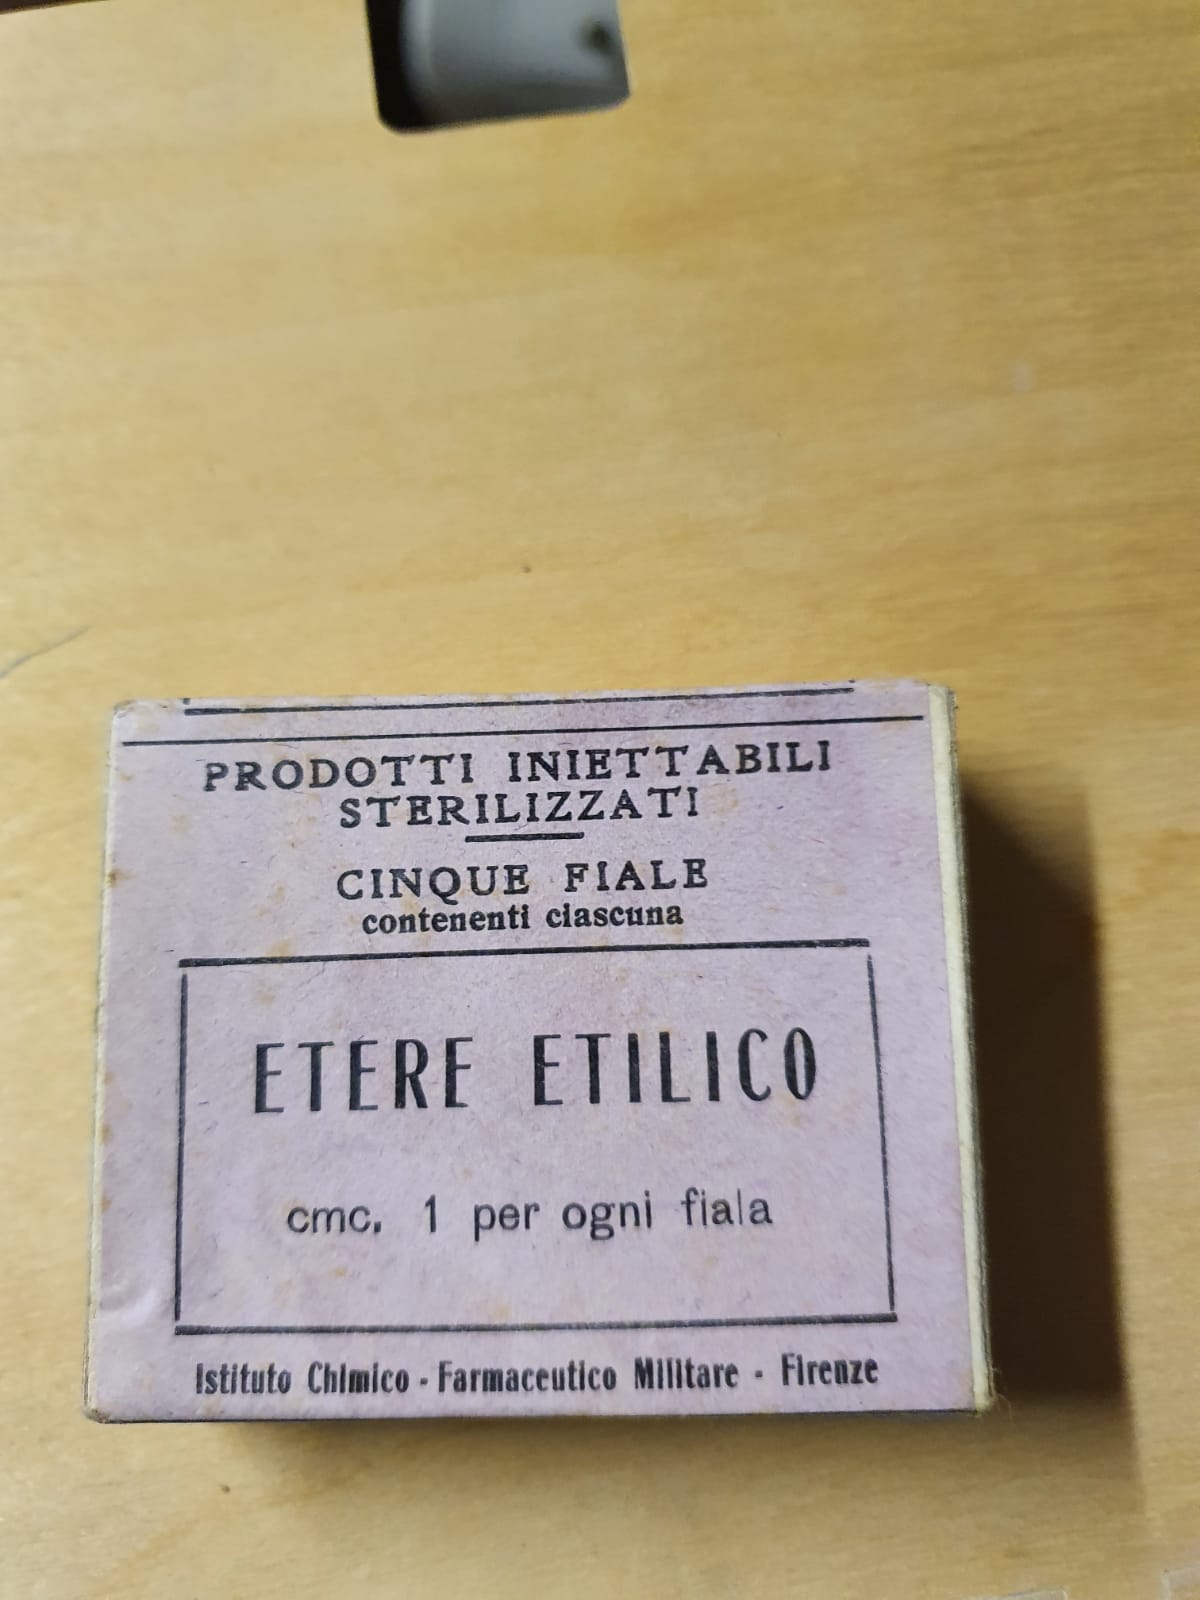 PRODOTTI INIETTABILI
STERILIZZATI
CINQUE FIALE
contenenti ciascuna
ETERE ETILICO
cmc. 1 per ogni fiala
Istituto Chimico - Farmaceutico Militare - Firenze